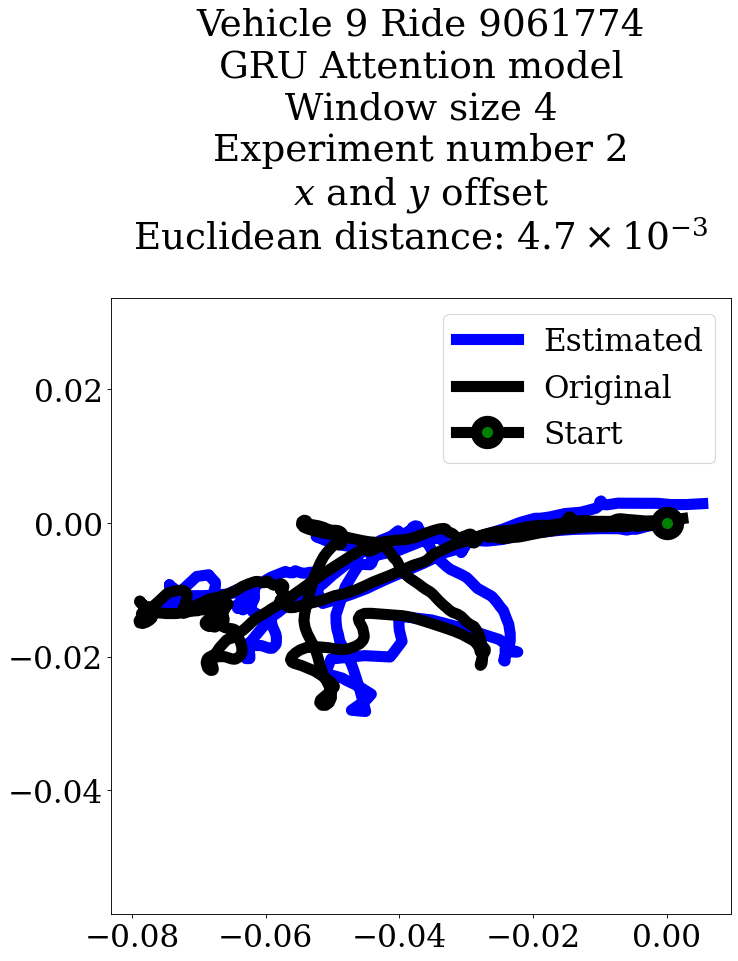 Vehicle 9 Ride 9061774
GRU Attention model
Window size 4
Experiment number 2
x and y offset
Euclidean distance: 4.7 × 10⁻³
Estimated
Original
Start
0.02
0.00
−0.02
−0.04
−0.08
−0.06
−0.04
−0.02
0.00